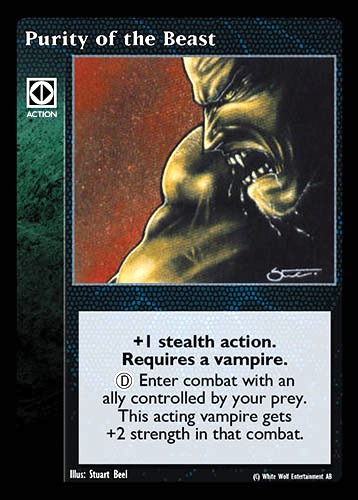 Purity of the Beast
ACTION
+1 stealth action.
Requires a vampire.
Ⓓ Enter combat with an
ally controlled by your prey.
This acting vampire gets
+2 strength in that combat.
Illus: Stuart Beel
(C) White Wolf Entertainment AB